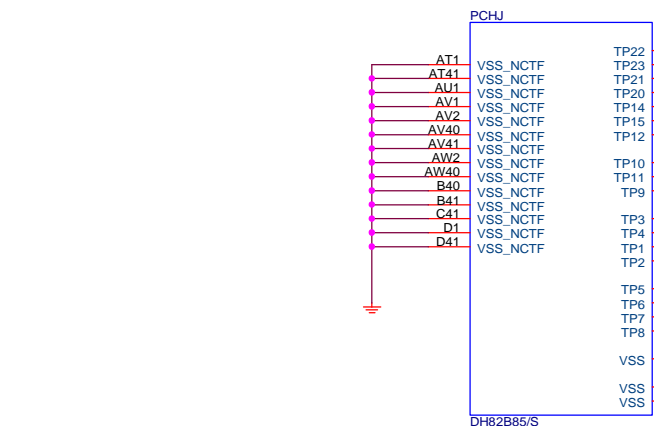 PCHJ
AT1 VSS_NCTF
AT41 VSS_NCTF
AU1 VSS_NCTF
AV1 VSS_NCTF
AV2 VSS_NCTF
AV40 VSS_NCTF
AV41 VSS_NCTF
AW2 VSS_NCTF
AW40 VSS_NCTF
B40 VSS_NCTF
B41 VSS_NCTF
C41 VSS_NCTF
D1 VSS_NCTF
D41 VSS_NCTF
TP22
TP23
TP21
TP20
TP14
TP15
TP12
TP10
TP11
TP9
TP3
TP4
TP1
TP2
TP5
TP6
TP7
TP8
VSS
VSS
VSS
DH82B85/S